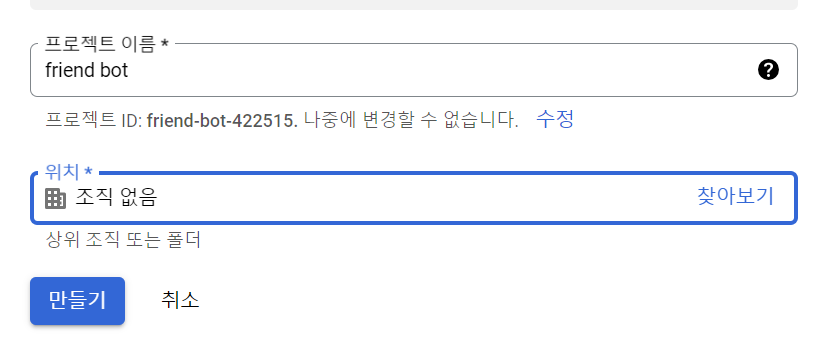 프로젝트 이름 *
friend bot
프로젝트 ID: friend-bot-422515. 나중에 변경할 수 없습니다. 수정
위치 *
조직 없음 찾아보기
상위 조직 또는 폴더
만들기 취소